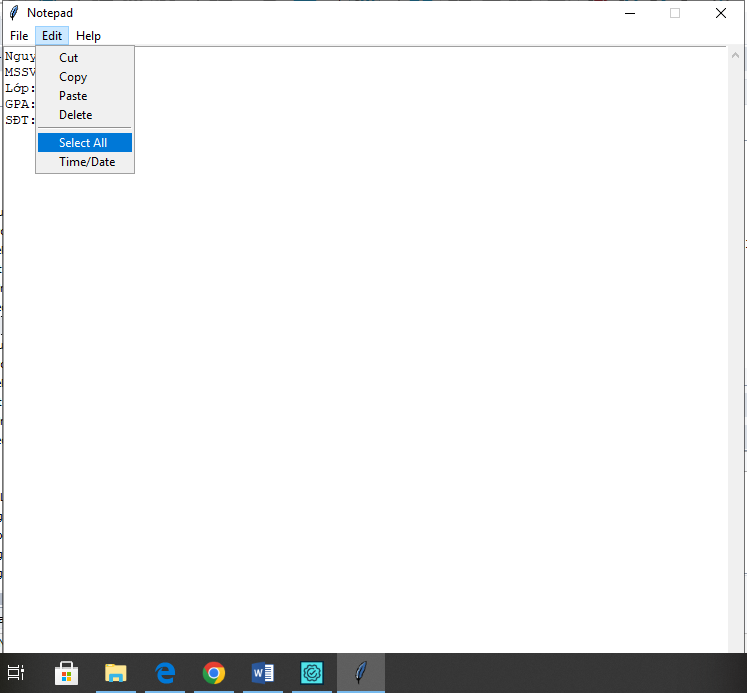 Notepad
File Edit Help
Cut
Copy
Paste
Delete
Select All
Time/Date
Nguy
MSSV
Lớp:
GPA:
SĐT: